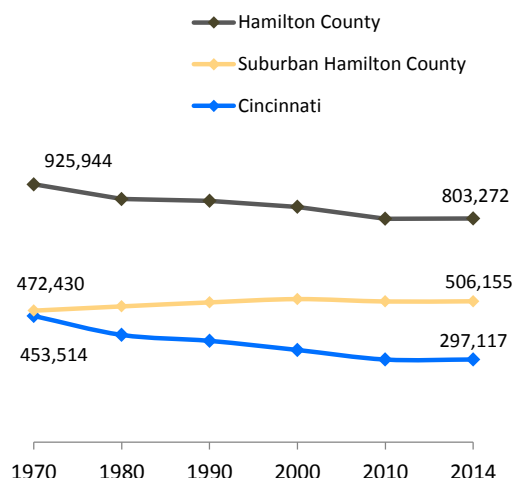 Hamilton County
Suburban Hamilton County
Cincinnati
925,944
803,272
472,430
506,155
453,514
297,117
1970 1980 1990 2000 2010 2014